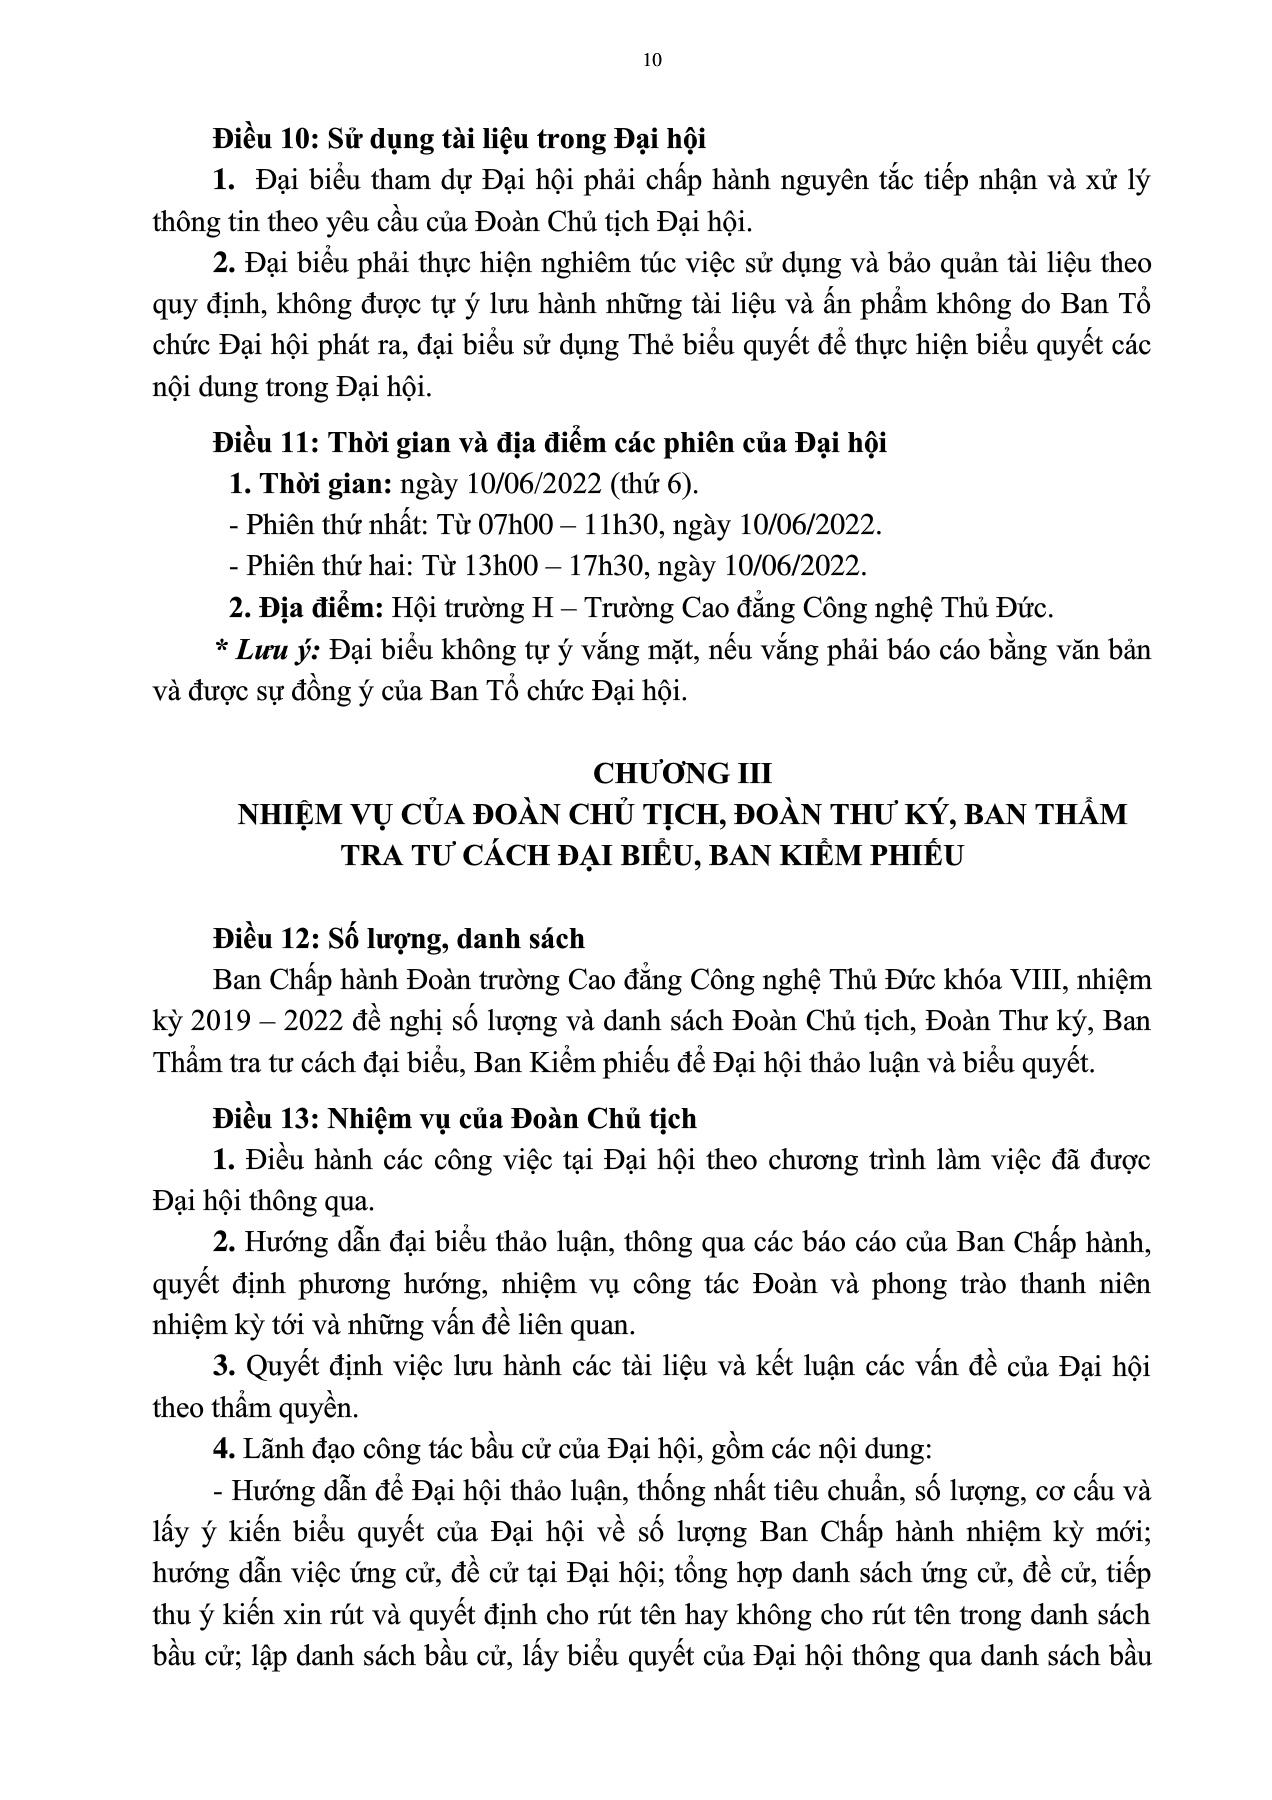 10
Điều 10: Sử dụng tài liệu trong Đại hội
1. Đại biểu tham dự Đại hội phải chấp hành nguyên tắc tiếp nhận và xử lý
thông tin theo yêu cầu của Đoàn Chủ tịch Đại hội.
2. Đại biểu phải thực hiện nghiêm túc việc sử dụng và bảo quản tài liệu theo
quy định, không được tự ý lưu hành những tài liệu và ấn phẩm không do Ban Tổ
chức Đại hội phát ra, đại biểu sử dụng Thẻ biểu quyết để thực hiện biểu quyết các
nội dung trong Đại hội.
Điều 11: Thời gian và địa điểm các phiên của Đại hội
1. Thời gian: ngày 10/06/2022 (thứ 6).
- Phiên thứ nhất: Từ 07h00 – 11h30, ngày 10/06/2022.
- Phiên thứ hai: Từ 13h00 – 17h30, ngày 10/06/2022.
2. Địa điểm: Hội trường H – Trường Cao đẳng Công nghệ Thủ Đức.
* Lưu ý: Đại biểu không tự ý vắng mặt, nếu vắng phải báo cáo bằng văn bản
và được sự đồng ý của Ban Tổ chức Đại hội.
CHƯƠNG III
NHIỆM VỤ CỦA ĐOÀN CHỦ TỊCH, ĐOÀN THƯ KÝ, BAN THẨM
TRA TƯ CÁCH ĐẠI BIỂU, BAN KIỂM PHIẾU
Điều 12: Số lượng, danh sách
Ban Chấp hành Đoàn trường Cao đẳng Công nghệ Thủ Đức khóa VIII, nhiệm
kỳ 2019 – 2022 đề nghị số lượng và danh sách Đoàn Chủ tịch, Đoàn Thư ký, Ban
Thẩm tra tư cách đại biểu, Ban Kiểm phiếu để Đại hội thảo luận và biểu quyết.
Điều 13: Nhiệm vụ của Đoàn Chủ tịch
1. Điều hành các công việc tại Đại hội theo chương trình làm việc đã được
Đại hội thông qua.
2. Hướng dẫn đại biểu thảo luận, thông qua các báo cáo của Ban Chấp hành,
quyết định phương hướng, nhiệm vụ công tác Đoàn và phong trào thanh niên
nhiệm kỳ tới và những vấn đề liên quan.
3. Quyết định việc lưu hành các tài liệu và kết luận các vấn đề của Đại hội
theo thẩm quyền.
4. Lãnh đạo công tác bầu cử của Đại hội, gồm các nội dung:
- Hướng dẫn để Đại hội thảo luận, thống nhất tiêu chuẩn, số lượng, cơ cấu và
lấy ý kiến biểu quyết của Đại hội về số lượng Ban Chấp hành nhiệm kỳ mới;
hướng dẫn việc ứng cử, đề cử tại Đại hội; tổng hợp danh sách ứng cử, đề cử, tiếp
thu ý kiến xin rút và quyết định cho rút tên hay không cho rút tên trong danh sách
bầu cử; lập danh sách bầu cử, lấy biểu quyết của Đại hội thông qua danh sách bầu